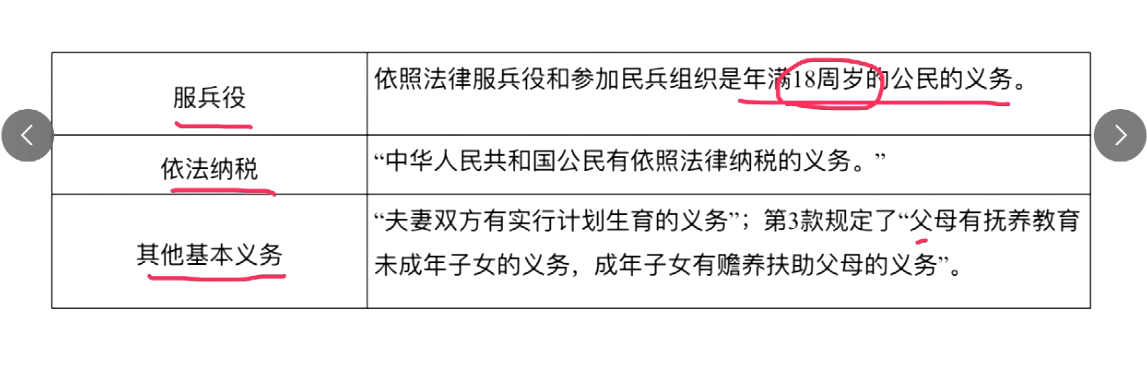 服兵役
依照法律服兵役和参加民兵组织是年满18周岁的公民的义务。
依法纳税
“中华人民共和国公民有依照法律纳税的义务。”
其他基本义务
“夫妻双方有实行计划生育的义务”；第3款规定了“父母有抚养教育
未成年子女的义务，成年子女有赡养扶助父母的义务”。